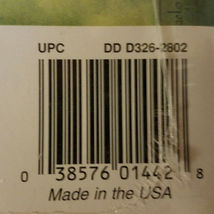 UPC DD D326-2802
0 38576 01442 8
Made in the USA